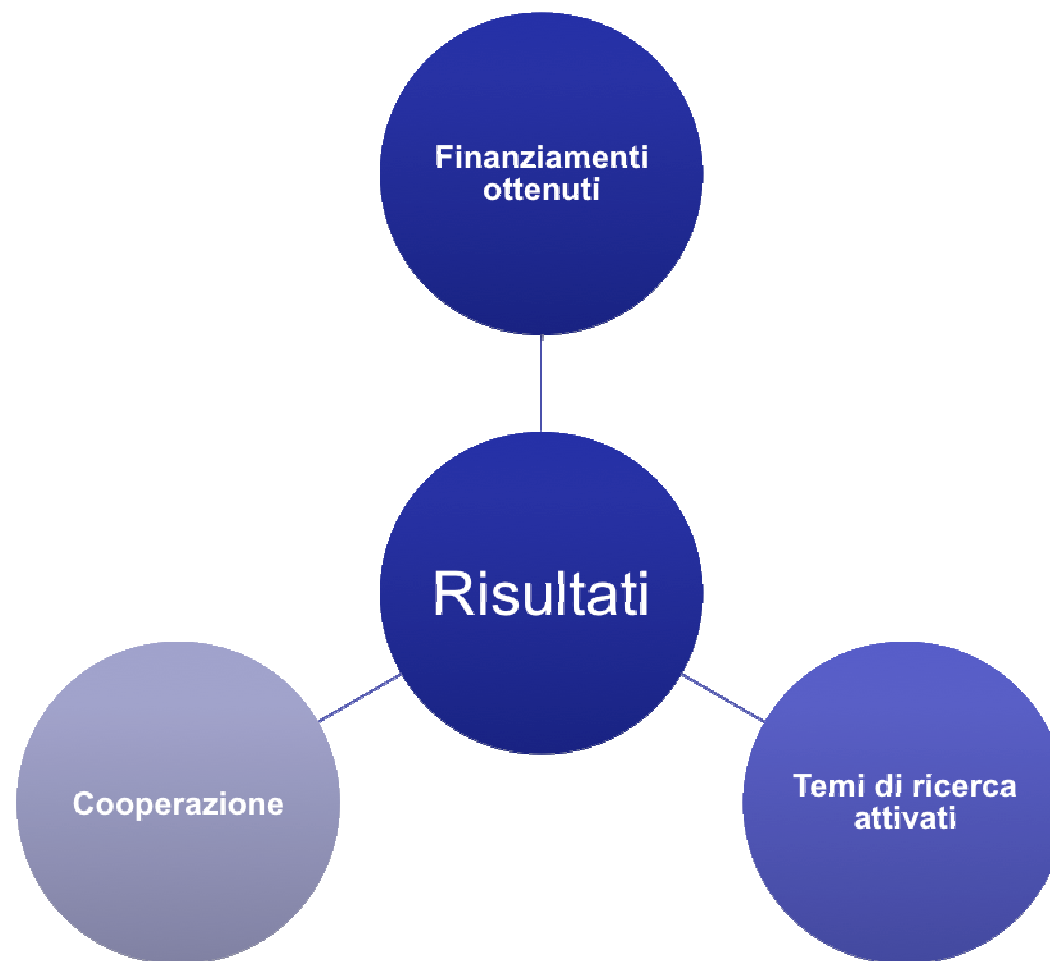 Finanziamenti
ottenuti
Risultati
Cooperazione
Temi di ricerca
attivati